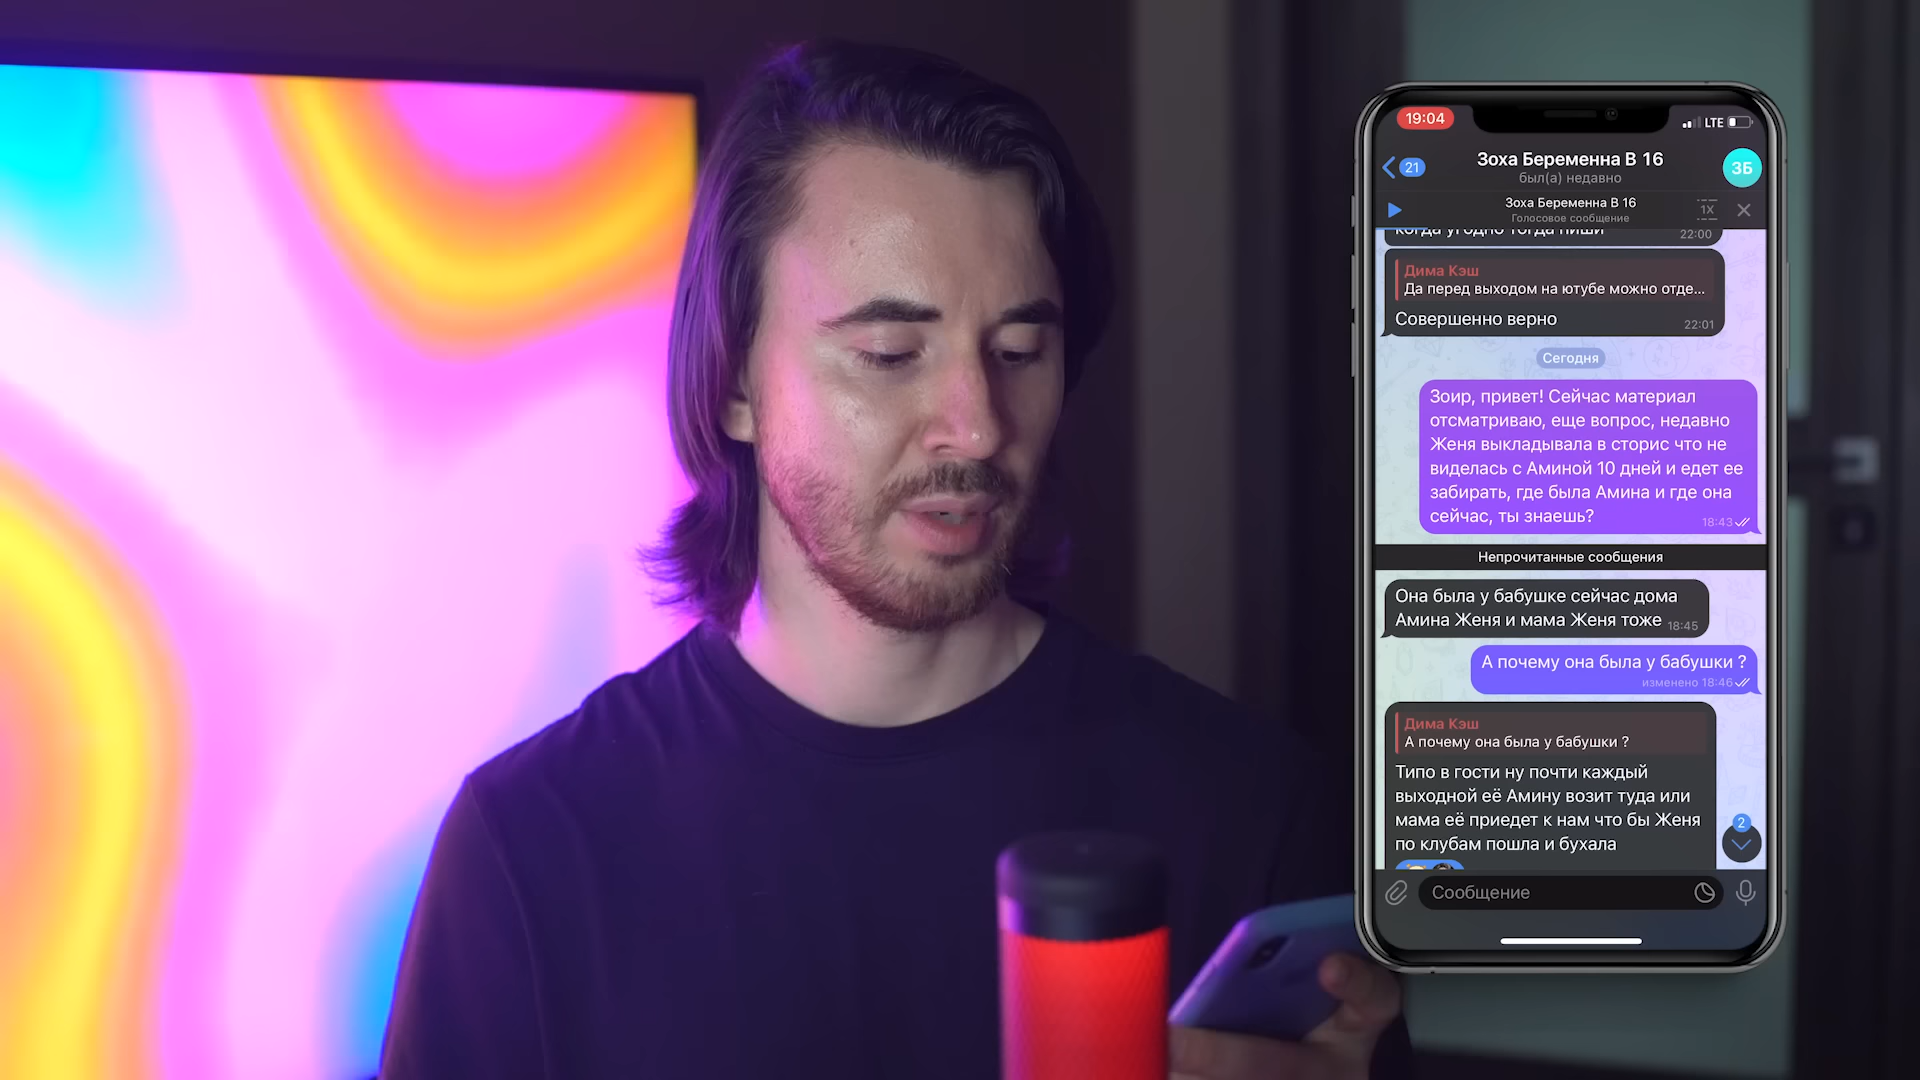 19:04
LTE
21
Зоха Беременна В 16
был(а) недавно
ЗБ
Зоха Беременна В 16
Голосовое сообщение
1X
когда угодно тогда пиши
22:00
Дима Кэш
Да перед выходом на ютубе можно отде...
Совершенно верно
22:01
Сегодня
Зоир, привет! Сейчас материал
отсматриваю, еще вопрос, недавно
Женя выкладывала в сторис что не
виделась с Аминой 10 дней и едет ее
забирать, где была Амина и где она
сейчас, ты знаешь?
18:43
Непрочитанные сообщения
Она была у бабушке сейчас дома
Амина Женя и мама Женя тоже
18:45
А почему она была у бабушки ?
изменено 18:46
Дима Кэш
А почему она была у бабушки ?
Типо в гости ну почти каждый
выходной её Амину возит туда или
мама её приедет к нам что бы Женя
по клубам пошла и бухала
2
Сообщение